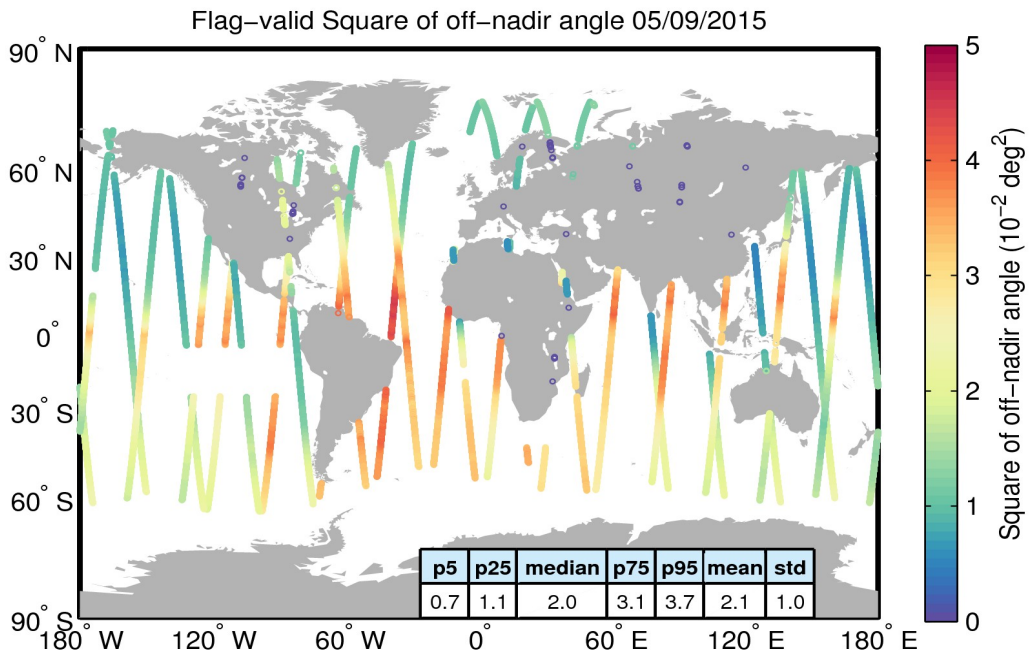 Flag−valid Square of off−nadir angle 05/09/2015
90° N
60° N
30° N
0°
30° S
60° S
90° S
180° W
120° W
60° W
0°
60° E
120° E
180° E
p5 p25 median p75 p95 mean std
0.7 1.1 2.0 3.1 3.7 2.1 1.0
5
4
3
2
1
0
Square of off−nadir angle (10⁻² deg²)